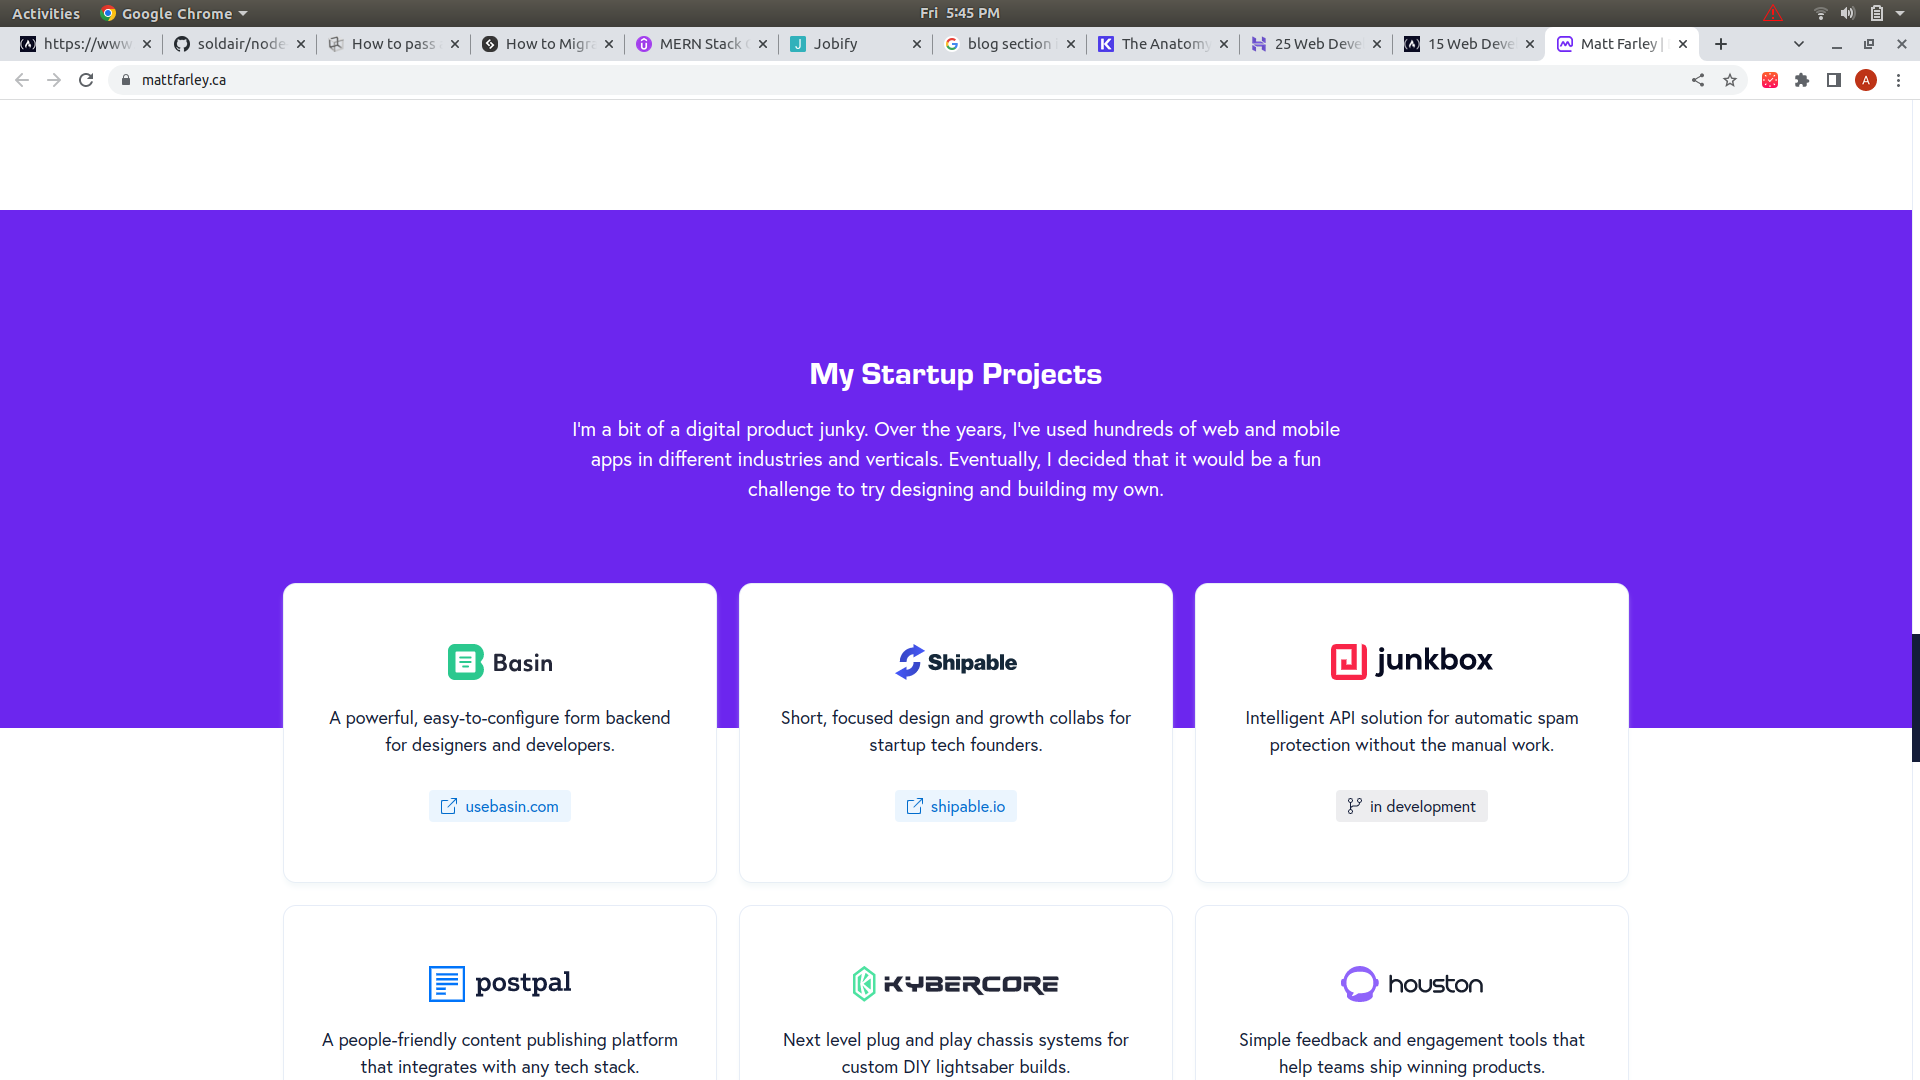 Activities Google Chrome Fri 5:45 PM
https://www soldair/node How to pass How to Migra MERN Stack Jobify blog section The Anatomy 25 Web Deve 15 Web Deve Matt Farley |
mattfarley.ca A
My Startup Projects
I'm a bit of a digital product junky. Over the years, I've used hundreds of web and mobile
apps in different industries and verticals. Eventually, I decided that it would be a fun
challenge to try designing and building my own.
Basin
A powerful, easy-to-configure form backend
for designers and developers.
usebasin.com
Shipable
Short, focused design and growth collabs for
startup tech founders.
shipable.io
junkbox
Intelligent API solution for automatic spam
protection without the manual work.
in development
postpal
A people-friendly content publishing platform
that integrates with any tech stack.
KYBERCORE
Next level plug and play chassis systems for
custom DIY lightsaber builds.
houston
Simple feedback and engagement tools that
help teams ship winning products.